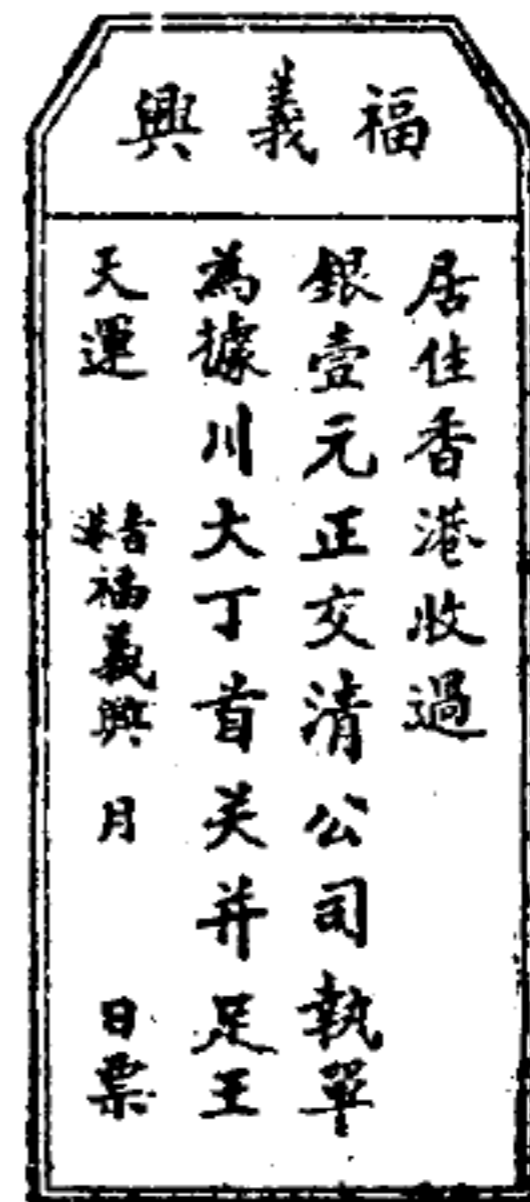 福義興
居住香港收過
銀壹元正交清公司執單
為據川大丁首关并足王
天運 福義興 月 日票